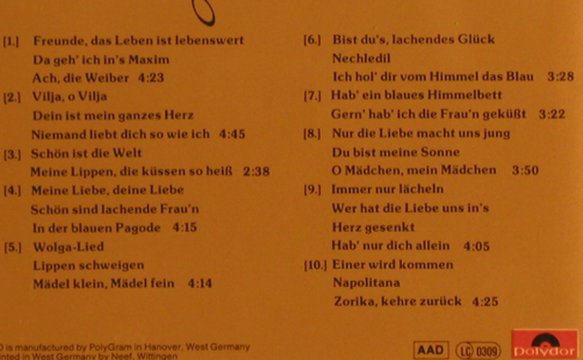 [1.] Freunde, das Leben ist lebenswert
Da geh' ich in's Maxim
Ach, die Weiber 4:23
[2.] Vilja, o Vilja
Dein ist mein ganzes Herz
Niemand liebt dich so wie ich 4:45
[3.] Schön ist die Welt
Meine Lippen, die küssen so heiß 2:38
[4.] Meine Liebe, deine Liebe
Schön sind lachende Frau'n
In der blauen Pagode 4:15
[5.] Wolga-Lied
Lippen schweigen
Mädel klein, Mädel fein 4:14
[6.] Bist du's, lachendes Glück
Nechledil
Ich hol' dir vom Himmel das Blau 3:28
[7.] Hab' ein blaues Himmelbett
Gern' hab' ich die Frau'n geküßt 3:22
[8.] Nur die Liebe macht uns jung
Du bist meine Sonne
O Mädchen, mein Mädchen 3:50
[9.] Immer nur lächeln
Wer hat die Liebe uns in's
Herz gesenkt
Hab' nur dich allein 4:05
[10.] Einer wird kommen
Napolitana
Zorika, kehre zurück 4:25
is manufactured by PolyGram in Hanover, West Germany
in West Germany by Neef, Wittingen
AAD LC 0309 Polydor